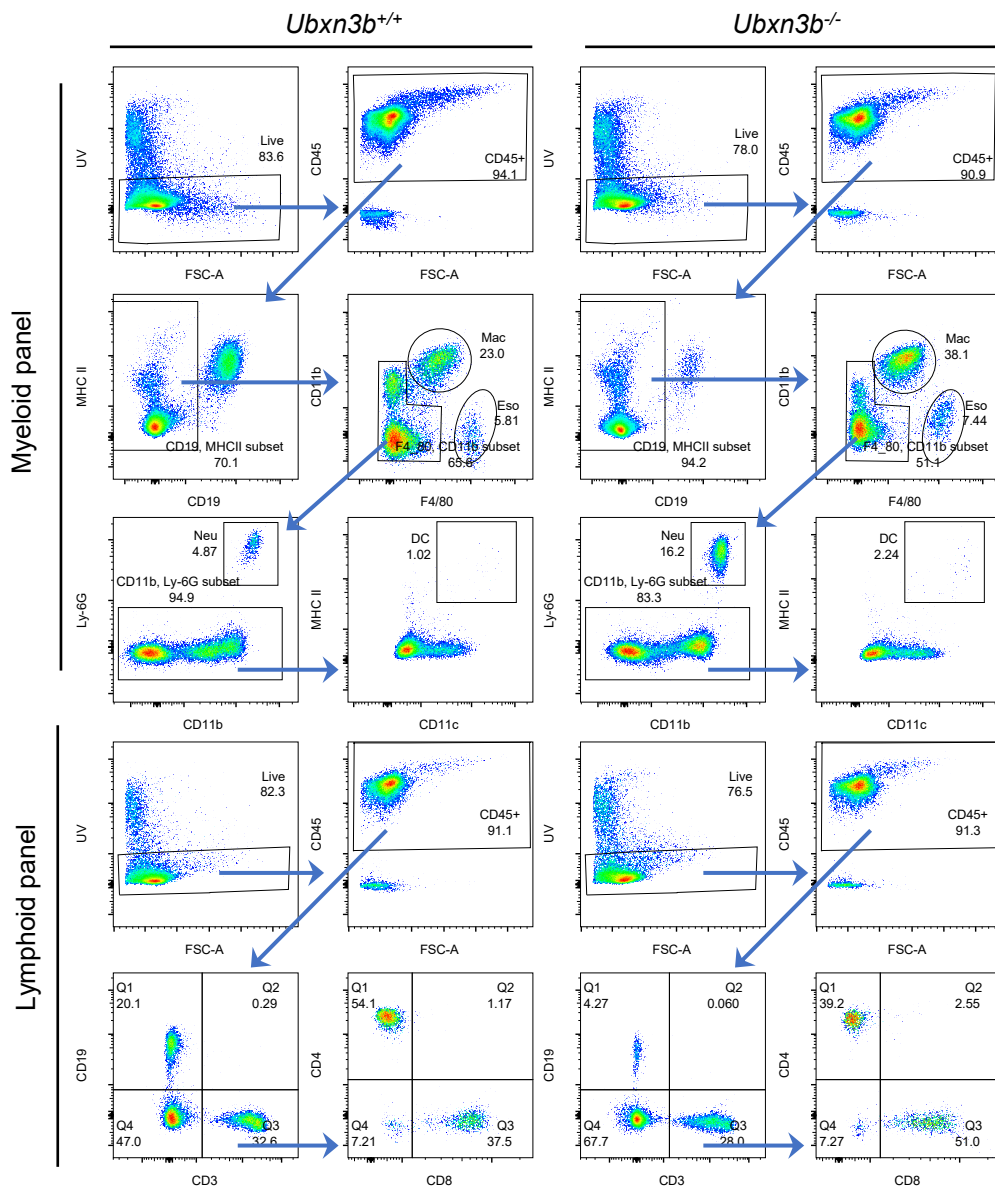 Ubxn3b+/+
Ubxn3b-/-
Myeloid panel
UV
Live
83.6
FSC-A
CD45
CD45+
94.1
FSC-A
UV
Live
78.0
FSC-A
CD45
CD45+
90.9
FSC-A
MHC II
CD19, MHCII subset
70.1
CD19
CD11b
Mac
23.0
Eso
5.81
F4_80, CD11b subset
65.6
F4/80
MHC II
CD19, MHCII subset
94.2
CD19
CD11b
Mac
38.1
Eso
7.44
F4_80, CD11b subset
51.1
F4/80
Ly-6G
Neu
4.87
CD11b, Ly-6G subset
94.9
CD11b
MHC II
DC
1.02
CD11c
Ly-6G
Neu
16.2
CD11b, Ly-6G subset
83.3
CD11b
MHC II
DC
2.24
CD11c
Lymphoid panel
UV
Live
82.3
FSC-A
CD45
CD45+
91.1
FSC-A
UV
Live
76.5
FSC-A
CD45
CD45+
91.3
FSC-A
CD19
Q1
20.1
Q2
0.29
Q4
47.0
Q3
32.6
CD3
CD4
Q1
54.1
Q2
1.17
Q4
7.21
Q3
37.5
CD8
CD19
Q1
4.27
Q2
0.060
Q4
67.7
Q3
28.0
CD3
CD4
Q1
39.2
Q2
2.55
Q4
7.27
Q3
51.0
CD8